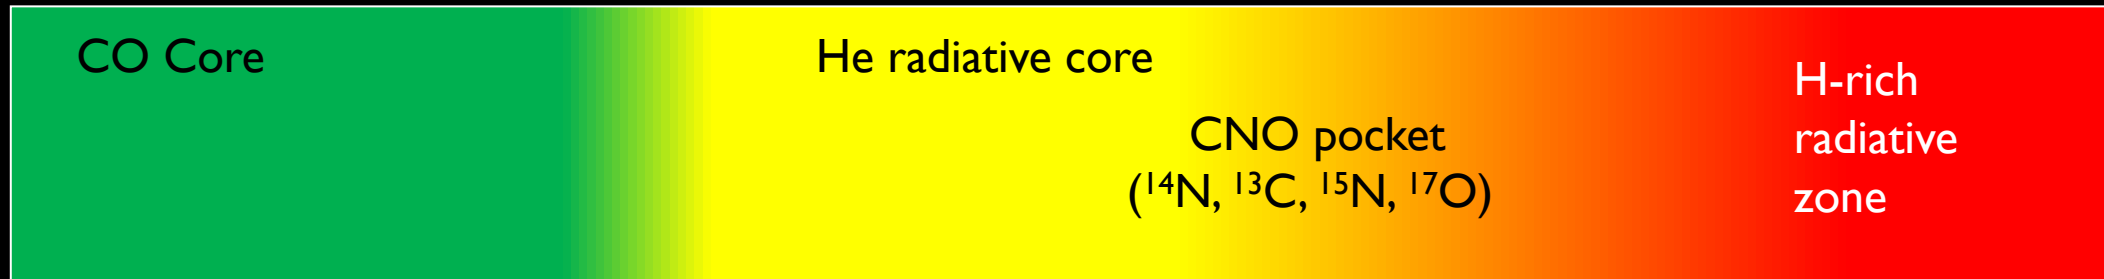 CO Core
He radiative core
CNO pocket
(¹⁴N, ¹³C, ¹⁵N, ¹⁷O)
H-rich
radiative
zone